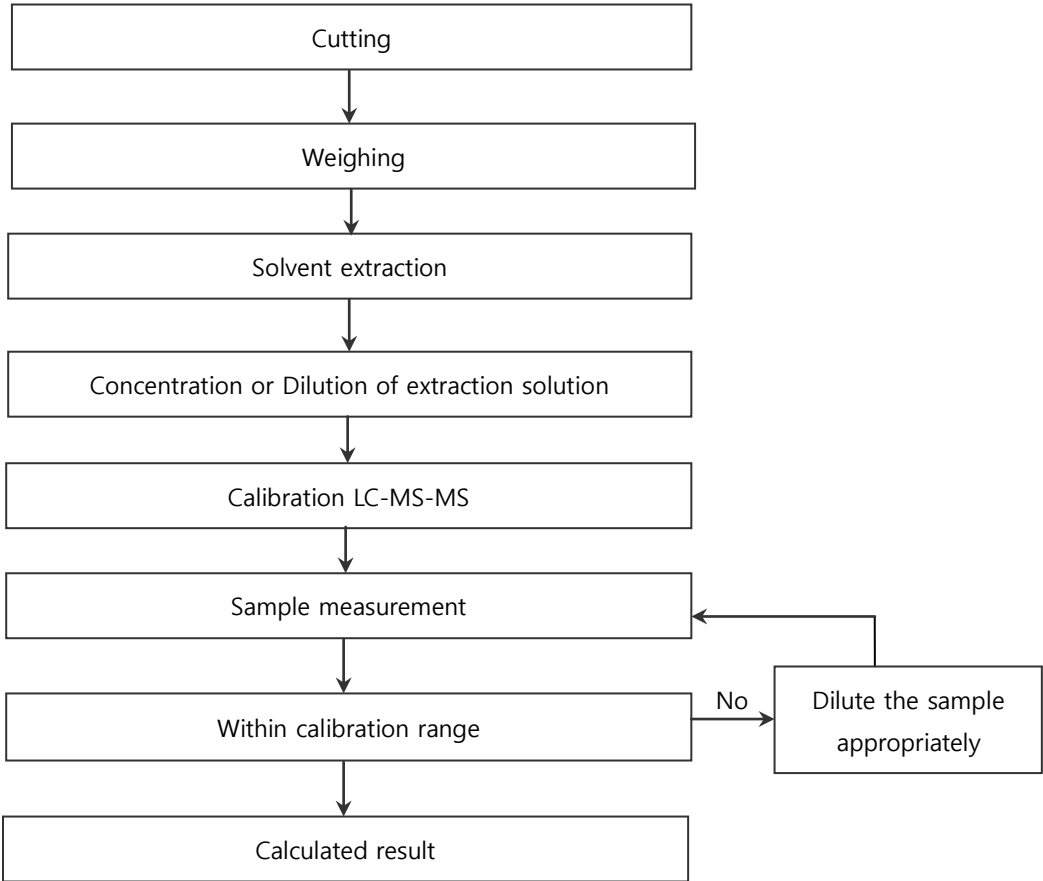 Cutting
Weighing
Solvent extraction
Concentration or Dilution of extraction solution
Calibration LC-MS-MS
Sample measurement
Within calibration range
No
Dilute the sample
appropriately
Calculated result